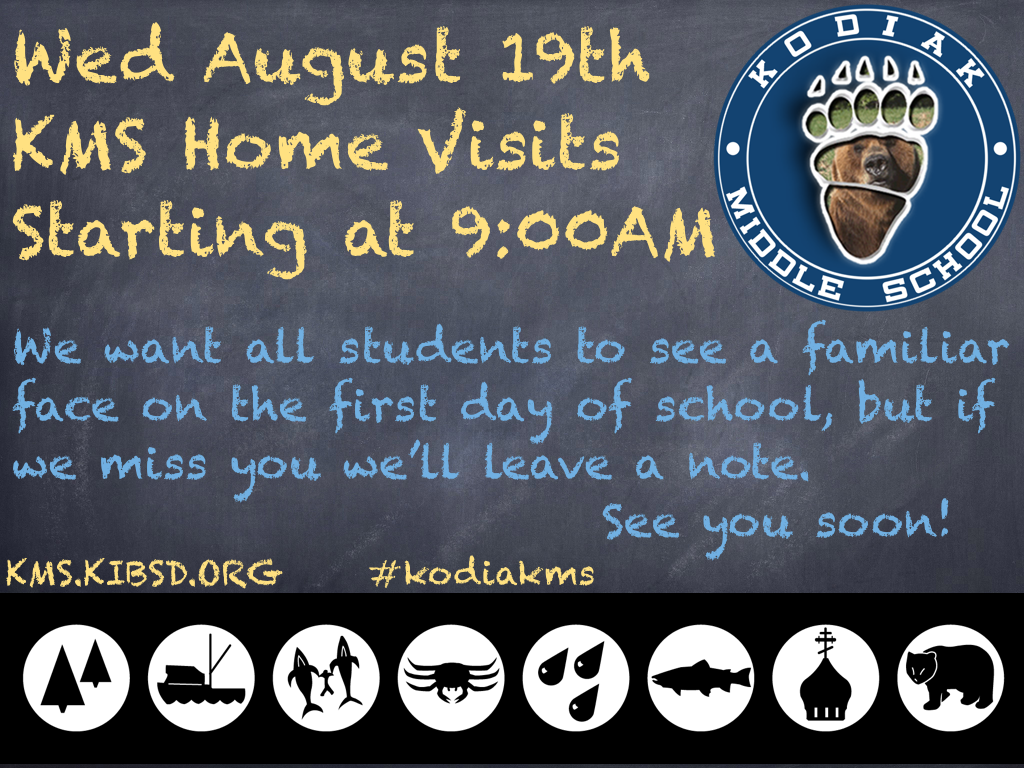 Wed August 19th
KMS Home Visits
Starting at 9:00AM
KODIAK
MIDDLE SCHOOL
We want all students to see a familiar
face on the first day of school, but if
we miss you we'll leave a note.
See you soon!
KMS.KIBSD.ORG #kodiakms